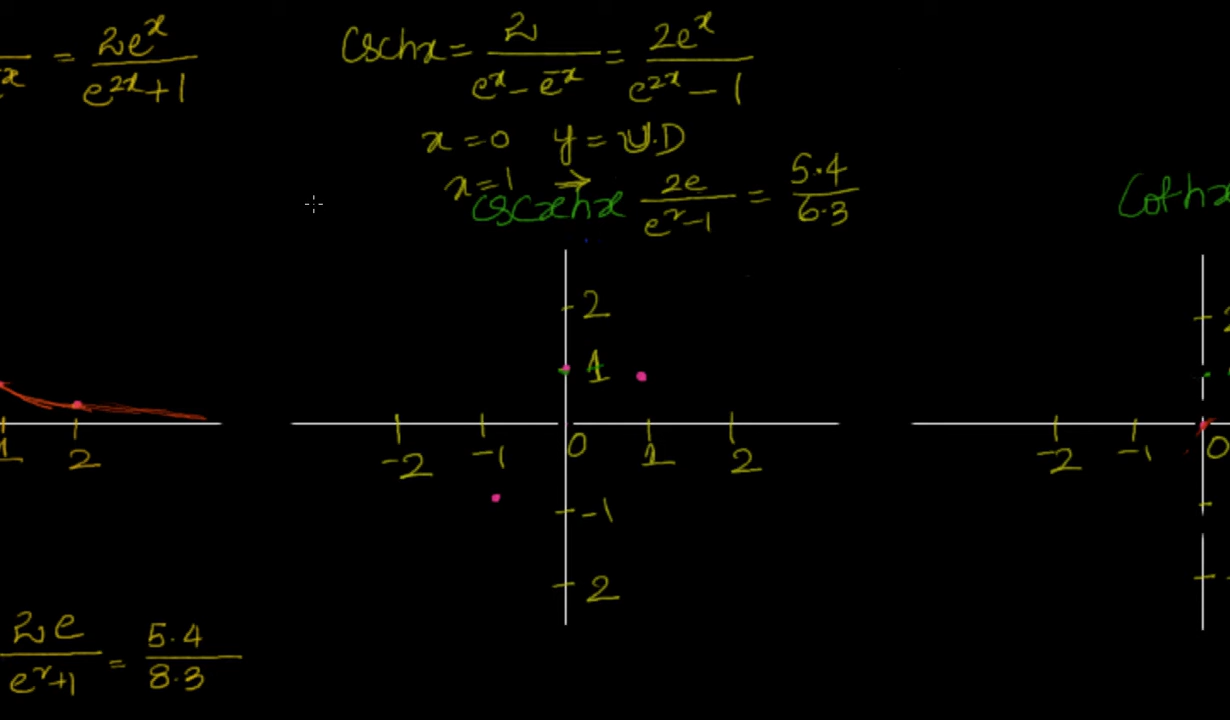 = 2e^x / (e^2x + 1)
Cschx = 2 / (e^x - e^-x) = 2e^x / (e^2x - 1)
x = 0 y = U.D
x = 1 → 2e / (e^2 - 1) = 5.4 / 6.3
cscxhx
Cothx
2
1
-2 -1 0 1 2
-1
2
1 2
-2 -1 0
2e / (e^2 + 1) = 5.4 / 8.3